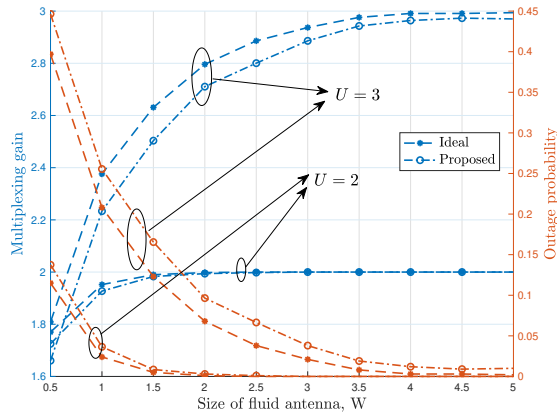 3
2.8
2.6
2.4
2.2
2
1.8
1.6
Multiplexing gain
0.45
0.4
0.35
0.3
0.25
0.2
0.15
0.1
0.05
0
Outage probability
U = 3
U = 2
Ideal
Proposed
0.5 1 1.5 2 2.5 3 3.5 4 4.5 5
Size of fluid antenna, W